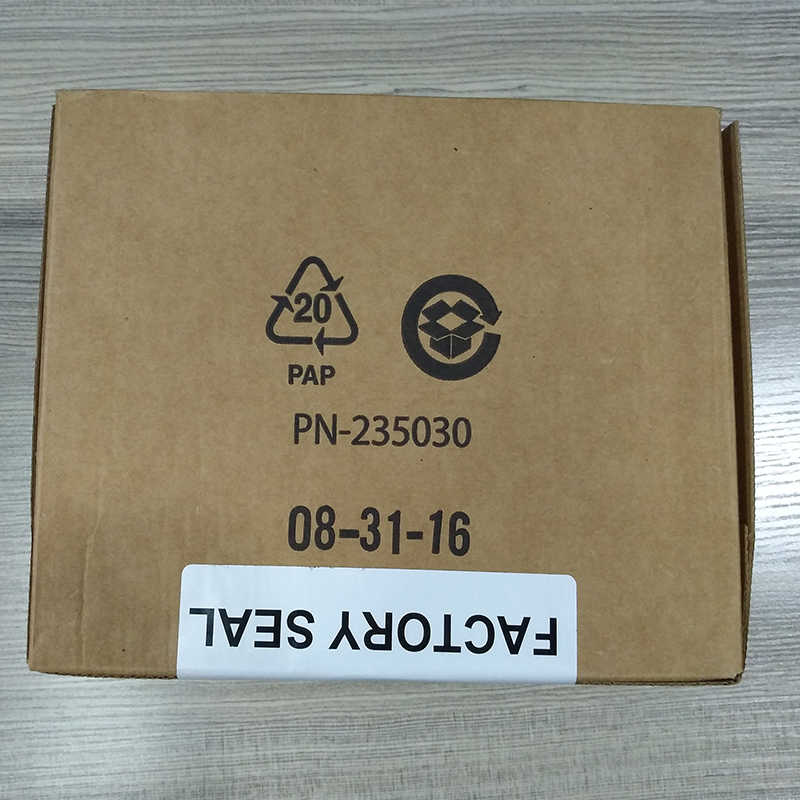 20
PAP
PN-235030
08-31-16
FACTORY SEAL